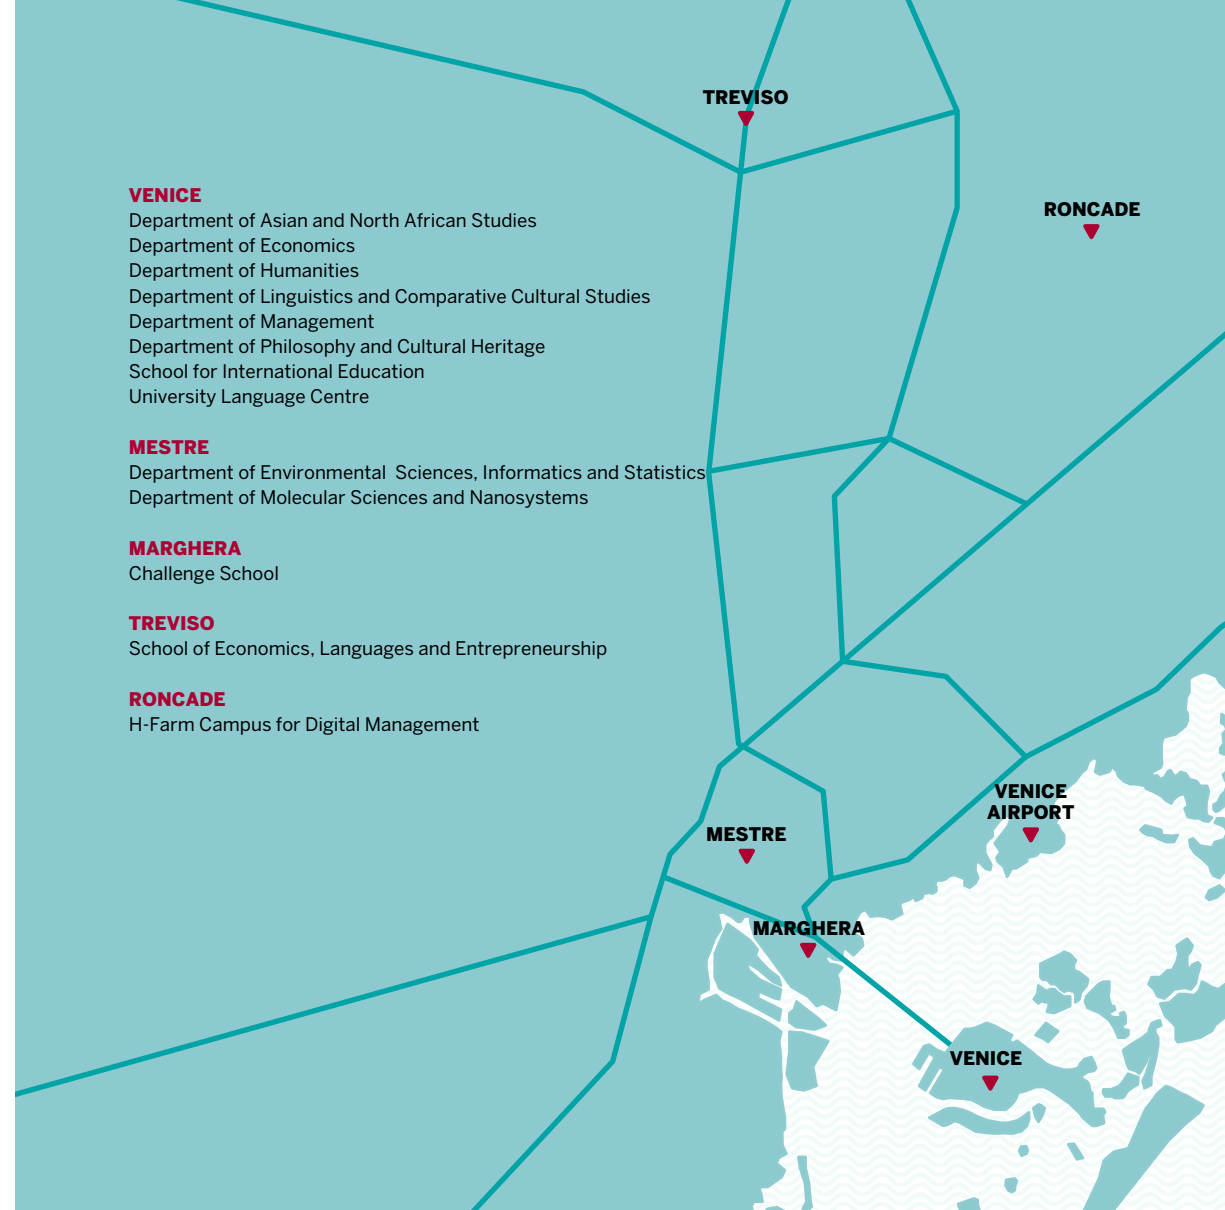 TREVISO
RONCADE
VENICE
Department of Asian and North African Studies
Department of Economics
Department of Humanities
Department of Linguistics and Comparative Cultural Studies
Department of Management
Department of Philosophy and Cultural Heritage
School for International Education
University Language Centre
MESTRE
Department of Environmental  Sciences, Informatics and Statistics
Department of Molecular Sciences and Nanosystems
MARGHERA
Challenge School
TREVISO
School of Economics, Languages and Entrepreneurship
RONCADE
H-Farm Campus for Digital Management
VENICE
AIRPORT
MESTRE
MARGHERA
VENICE